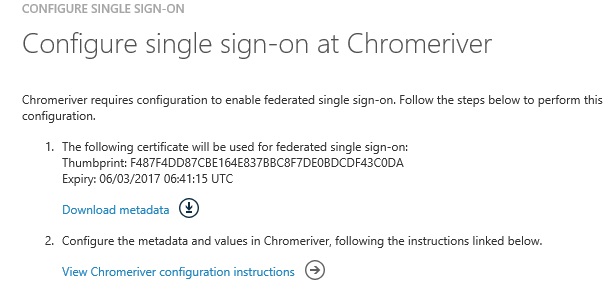 CONFIGURE SINGLE SIGN-ON
Configure single sign-on at Chromeriver
Chromeriver requires configuration to enable federated single sign-on. Follow the steps below to perform this
configuration.
1. The following certificate will be used for federated single sign-on:
Thumbprint: F487F4DD87CBE164E837BBC8F7DE0BDCDF43C0DA
Expiry: 06/03/2017 06:41:15 UTC
Download metadata
2. Configure the metadata and values in Chromeriver, following the instructions linked below.
View Chromeriver configuration instructions